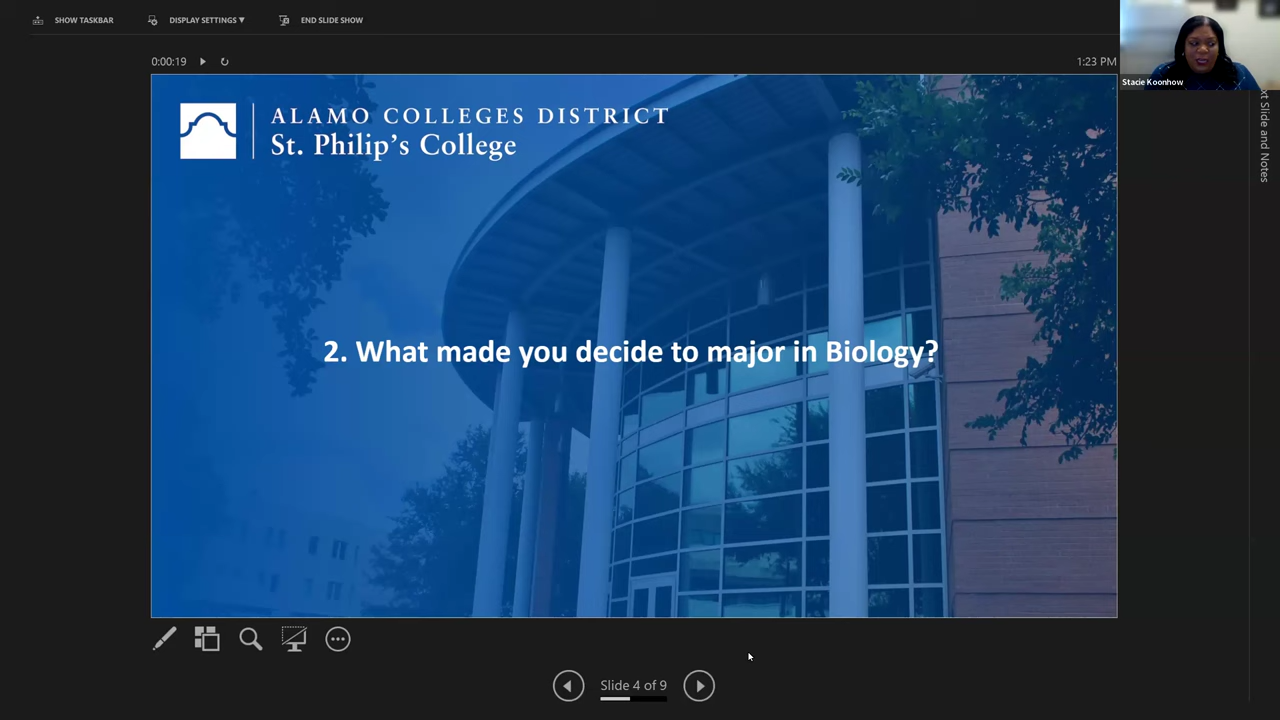 SHOW TASKBAR
DISPLAY SETTINGS ▼
END SLIDE SHOW
0:00:19
1:23 PM
Stacie Koonhow
ALAMO COLLEGES DISTRICT
St. Philip's College
2. What made you decide to major in Biology?
Slide and Notes
Slide 4 of 9